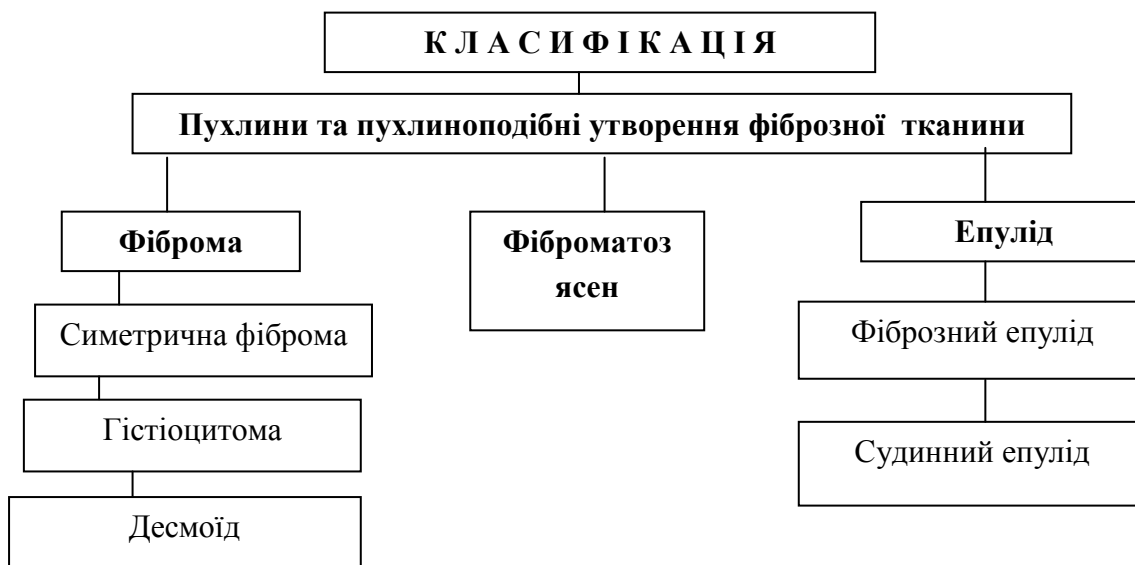 К Л А С И Ф І К А Ц І Я
Пухлини та пухлиноподібні утворення фіброзної тканини
Фіброма
Симетрична фіброма
Гістіоцитома
Десмоїд
Фіброматоз
ясен
Епулід
Фіброзний епулід
Судинний епулід